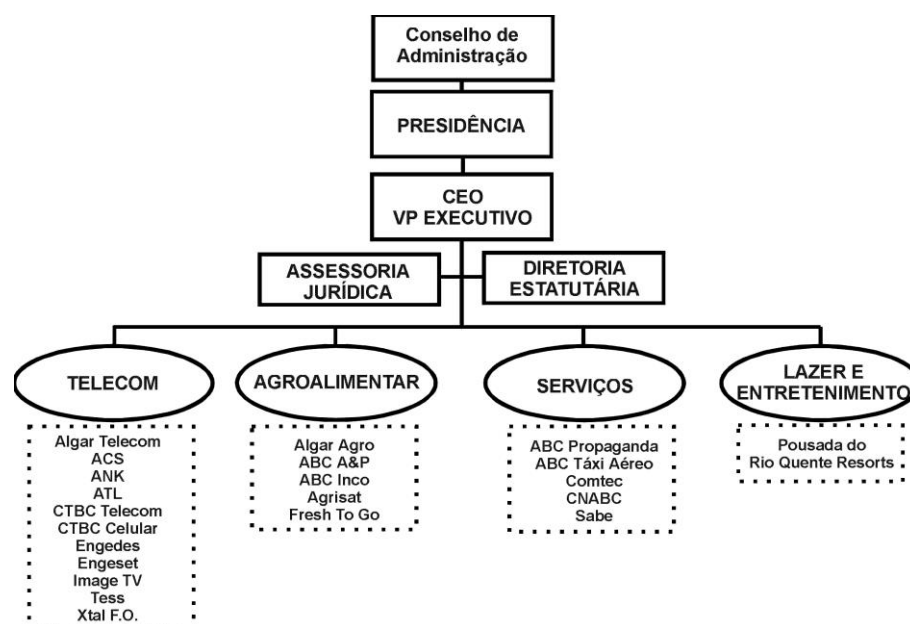 Conselho de
Administração
PRESIDÊNCIA
CEO
VP EXECUTIVO
ASSESSORIA
JURÍDICA
DIRETORIA
ESTATUTÁRIA
TELECOM
AGROALIMENTAR
SERVIÇOS
LAZER E
ENTRETENIMENTO
Algar Telecom
ACS
ANK
ATL
CTBC Telecom
CTBC Celular
Engedes
Engeset
Image TV
Tess
Xtal F.O.
Algar Agro
ABC A&P
ABC Inco
Agrisat
Fresh To Go
ABC Propaganda
ABC Táxi Aéreo
Comtec
CNABC
Sabe
Pousada do
Rio Quente Resorts